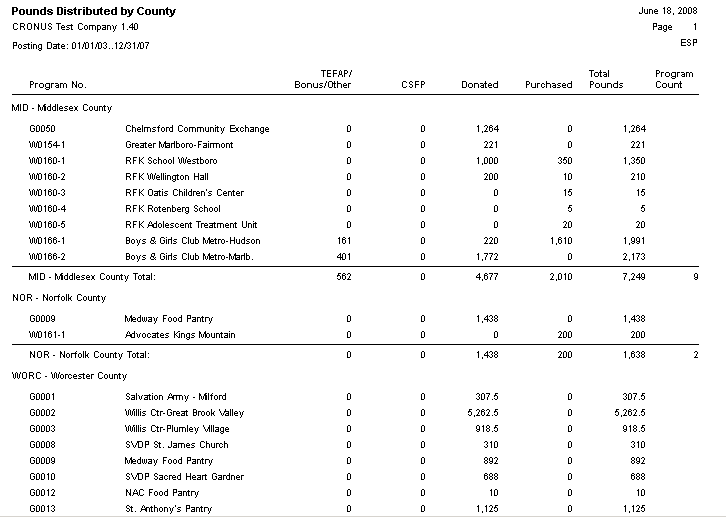 Pounds Distributed by County June 18, 2008
CRONUS Test Company 1.40 Page 1
Posting Date: 01/01/03..12/31/07 ESP
TEFAP/ Total Program
Program No. Bonus/Other CSFP Donated Purchased Pounds Count
MID - Middlesex County
G0050 Chelmsford Community Exchange 0 0 1,264 0 1,264
W0154-1 Greater Marlboro-Fairmont 0 0 221 0 221
W0160-1 RFK School Westboro 0 0 1,000 350 1,350
W0160-2 RFK Wellington Hall 0 0 200 10 210
W0160-3 RFK Oatis Children's Center 0 0 0 15 15
W0160-4 RFK Rotenberg School 0 0 0 5 5
W0160-5 RFK Adolescent Treatment Unit 0 0 0 20 20
W0166-1 Boys & Girls Club Metro-Hudson 161 0 220 1,610 1,991
W0166-2 Boys & Girls Club Metro-Marlb. 401 0 1,772 0 2,173
MID - Middlesex County Total: 562 0 4,677 2,010 7,249 9
NOR - Norfolk County
G0009 Medway Food Pantry 0 0 1,438 0 1,438
W0161-1 Advocates Kings Mountain 0 0 0 200 200
NOR - Norfolk County Total: 0 0 1,438 200 1,638 2
WORC - Worcester County
G0001 Salvation Army - Milford 0 0 307.5 0 307.5
G0002 Willis Ctr-Great Brook Valley 0 0 5,262.5 0 5,262.5
G0003 Willis Ctr-Plumley Village 0 0 918.5 0 918.5
G0008 SVDP St. James Church 0 0 310 0 310
G0009 Medway Food Pantry 0 0 892 0 892
G0010 SVDP Sacred Heart Gardner 0 0 688 0 688
G0012 NAC Food Pantry 0 0 10 0 10
G0013 St. Anthony's Pantry 0 0 1,125 0 1,125